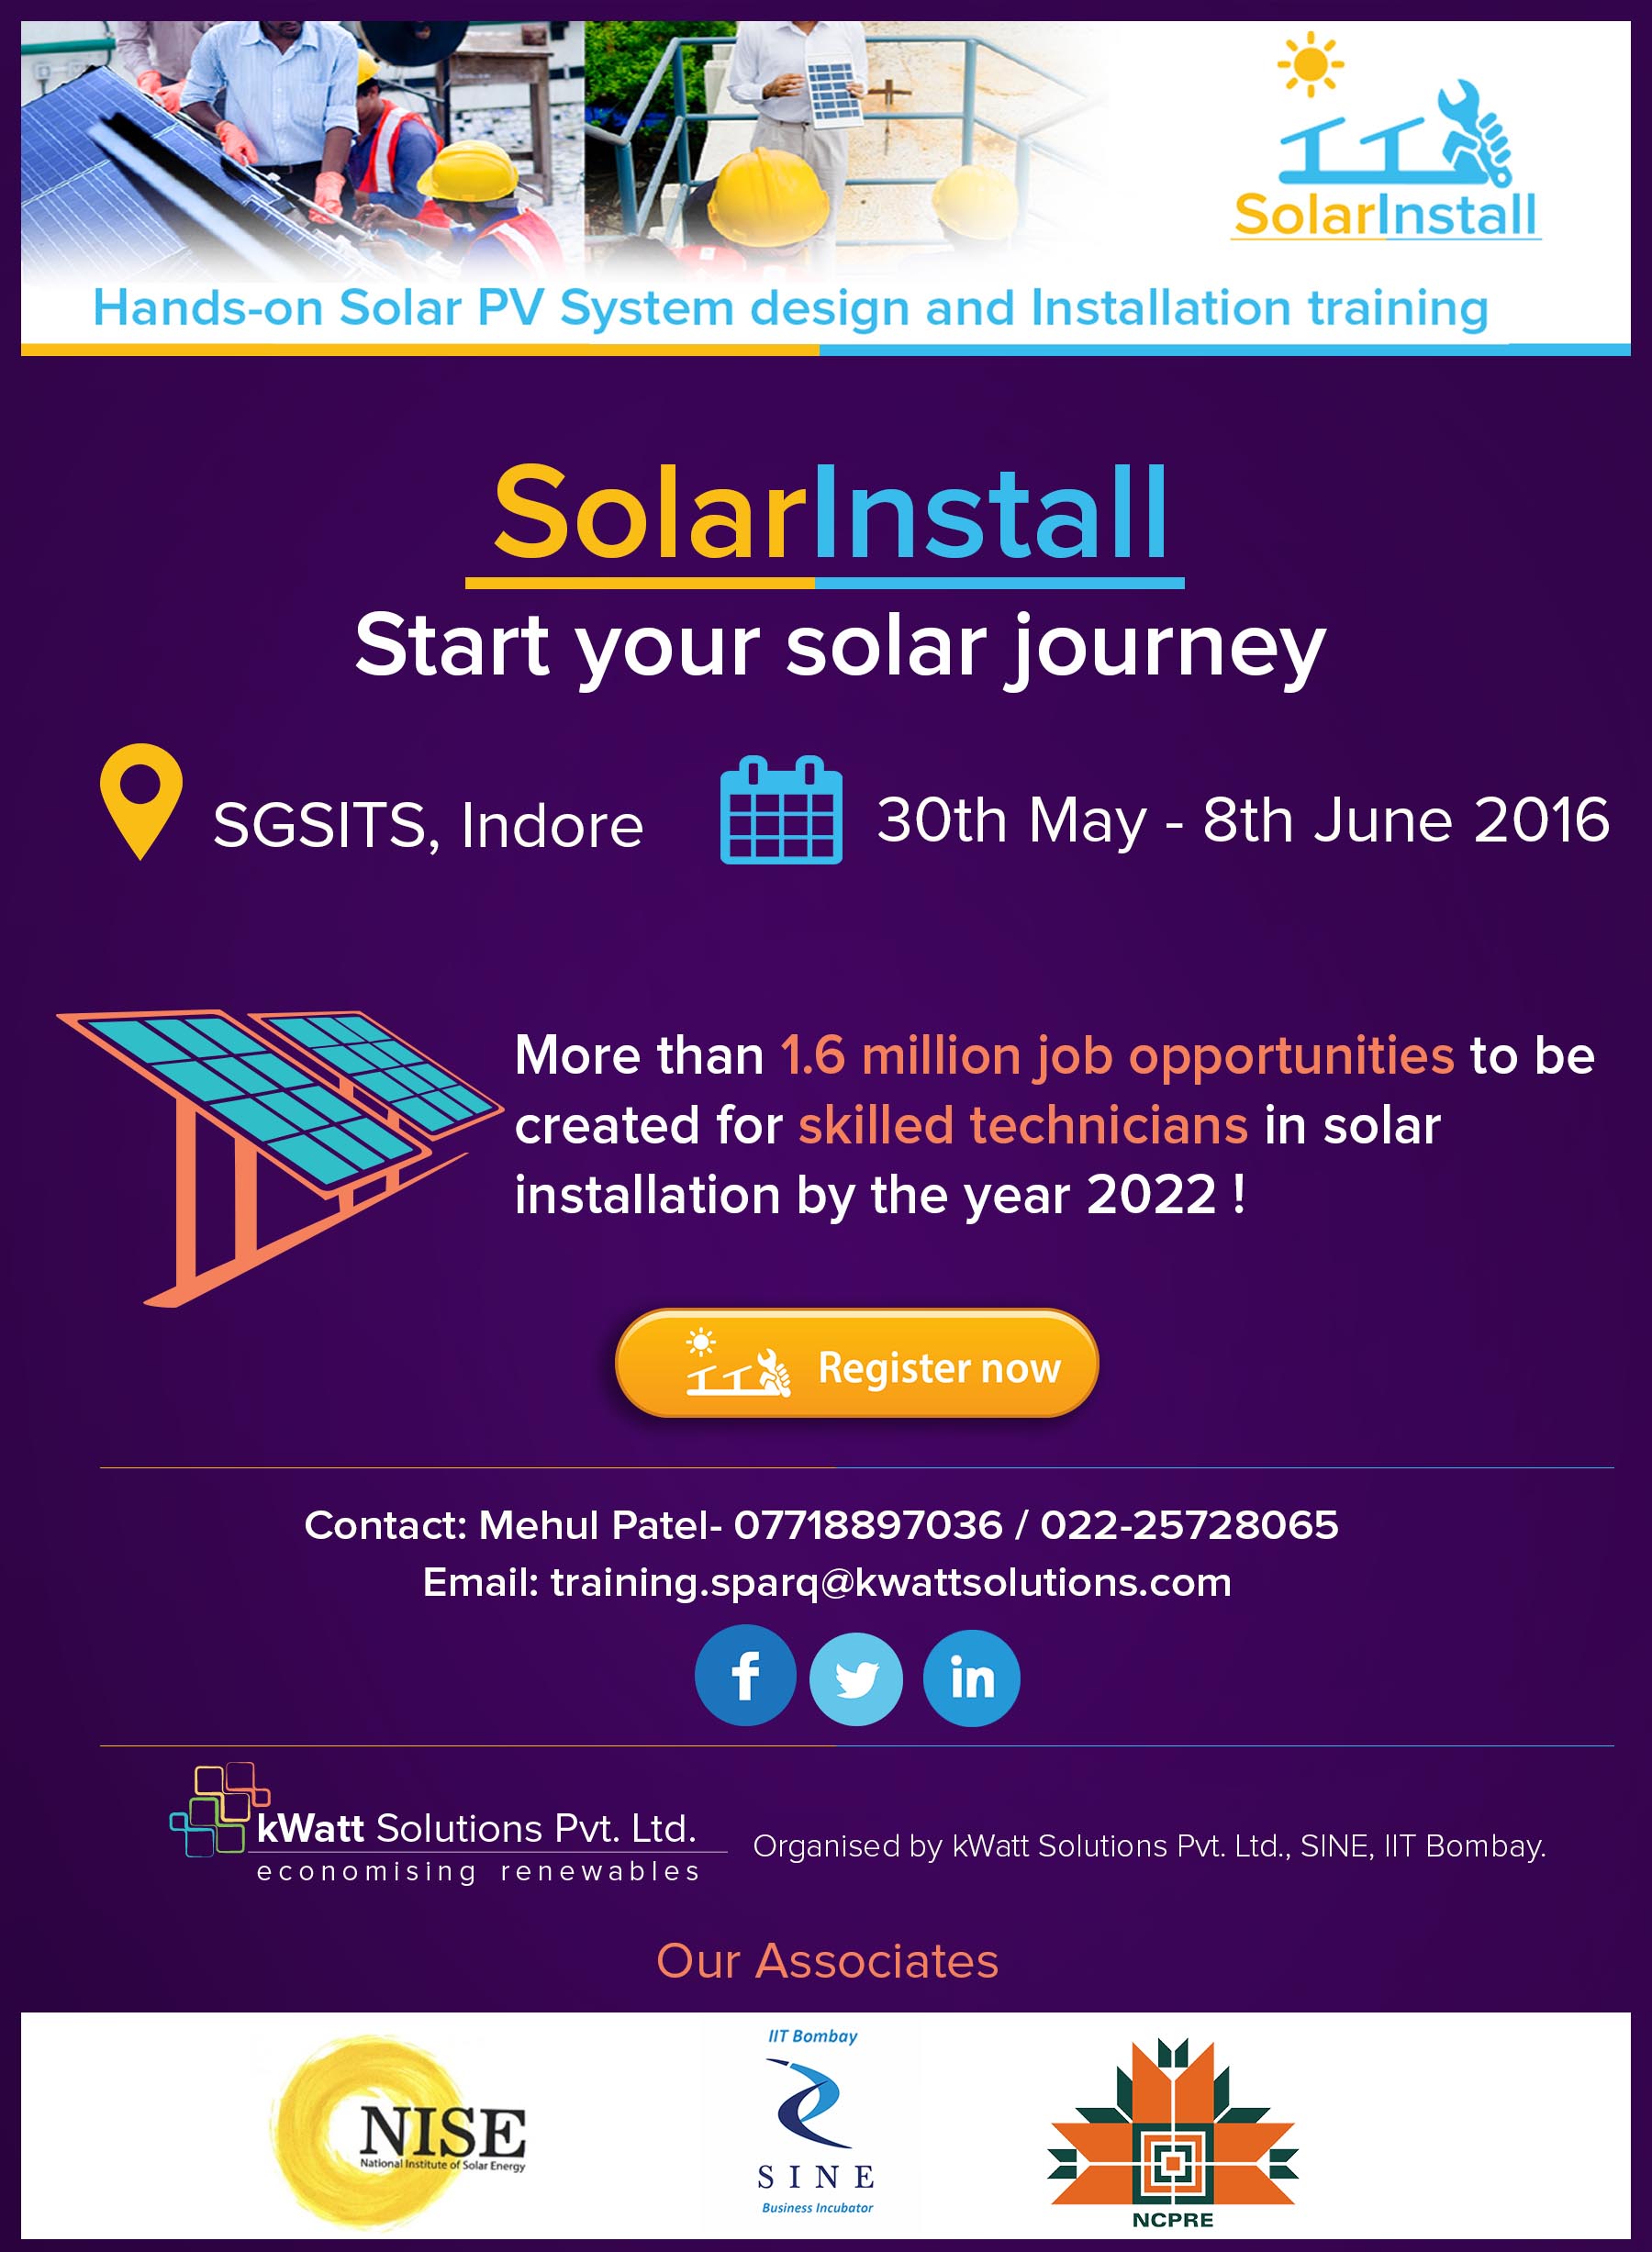 SolarInstall
Hands-on Solar PV System design and Installation training
SolarInstall
Start your solar journey
SGSITS, Indore
30th May - 8th June 2016
More than 1.6 million job opportunities to be
created for skilled technicians in solar
installation by the year 2022 !
Register now
Contact: Mehul Patel- 07718897036 / 022-25728065
Email: training.sparq@kwattsolutions.com
f
in
kWatt Solutions Pvt. Ltd.
economising renewables
Organised by kWatt Solutions Pvt. Ltd., SINE, IIT Bombay.
Our Associates
NISE
National Institute of Solar Energy
IIT Bombay
SINE
Business Incubator
NCPRE